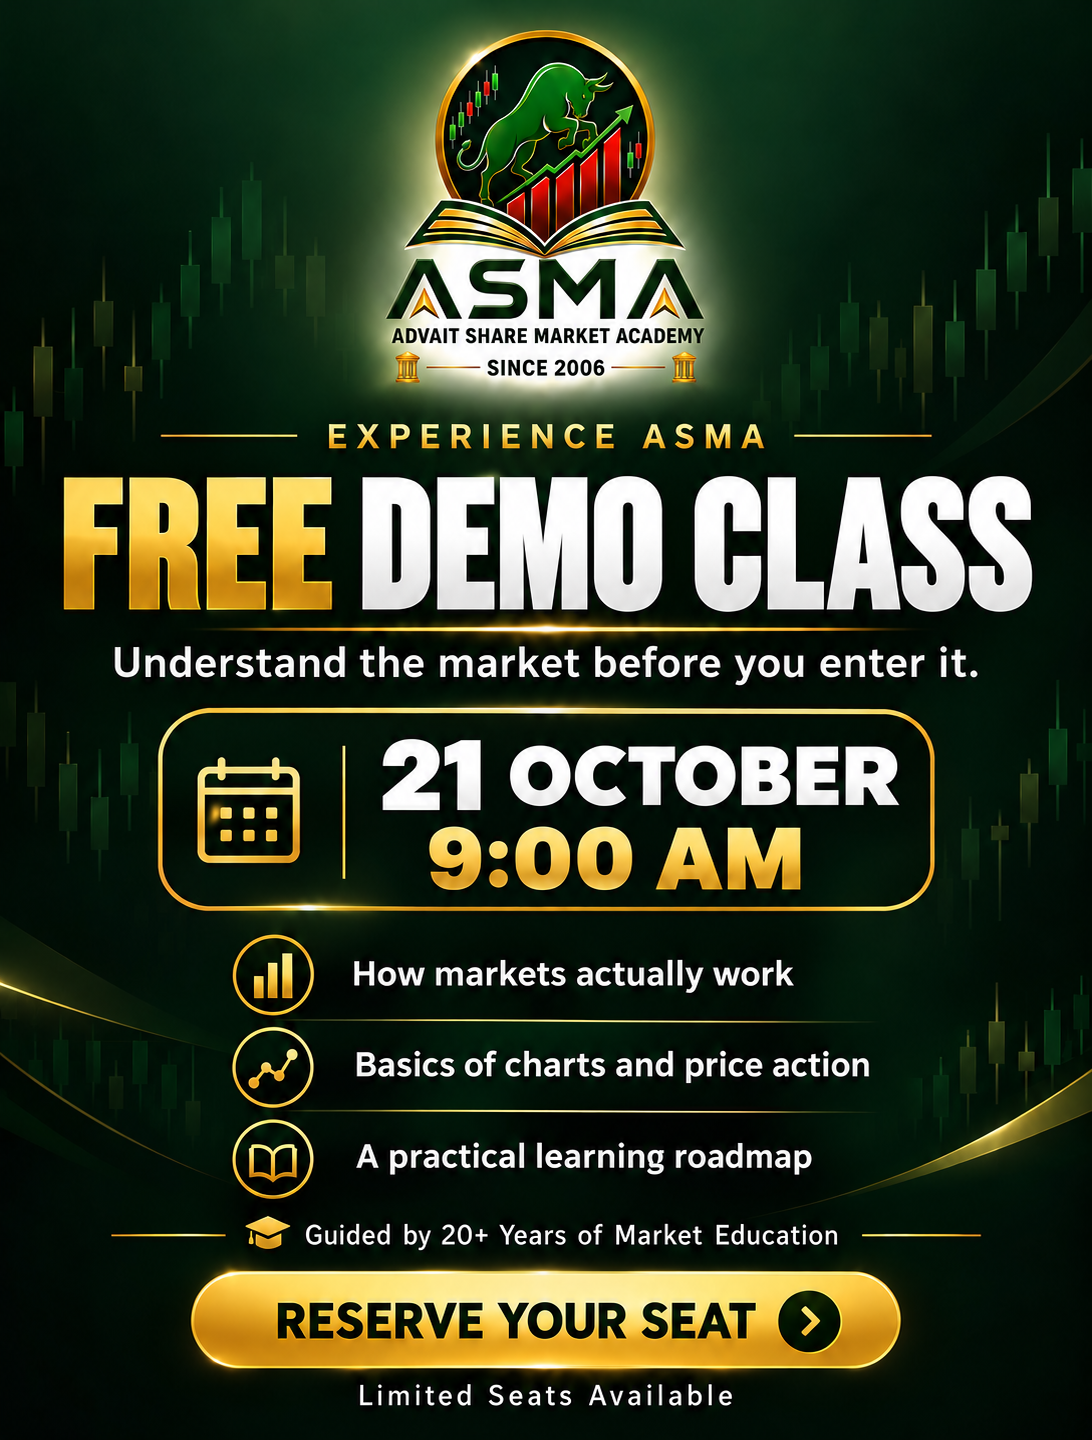 ASMA
ADVAIT SHARE MARKET ACADEMY
SINCE 2006
EXPERIENCE ASMA
FREE DEMO CLASS
Understand the market before you enter it.
21 OCTOBER
9:00 AM
How markets actually work
Basics of charts and price action
A practical learning roadmap
Guided by 20+ Years of Market Education
RESERVE YOUR SEAT
Limited Seats Available